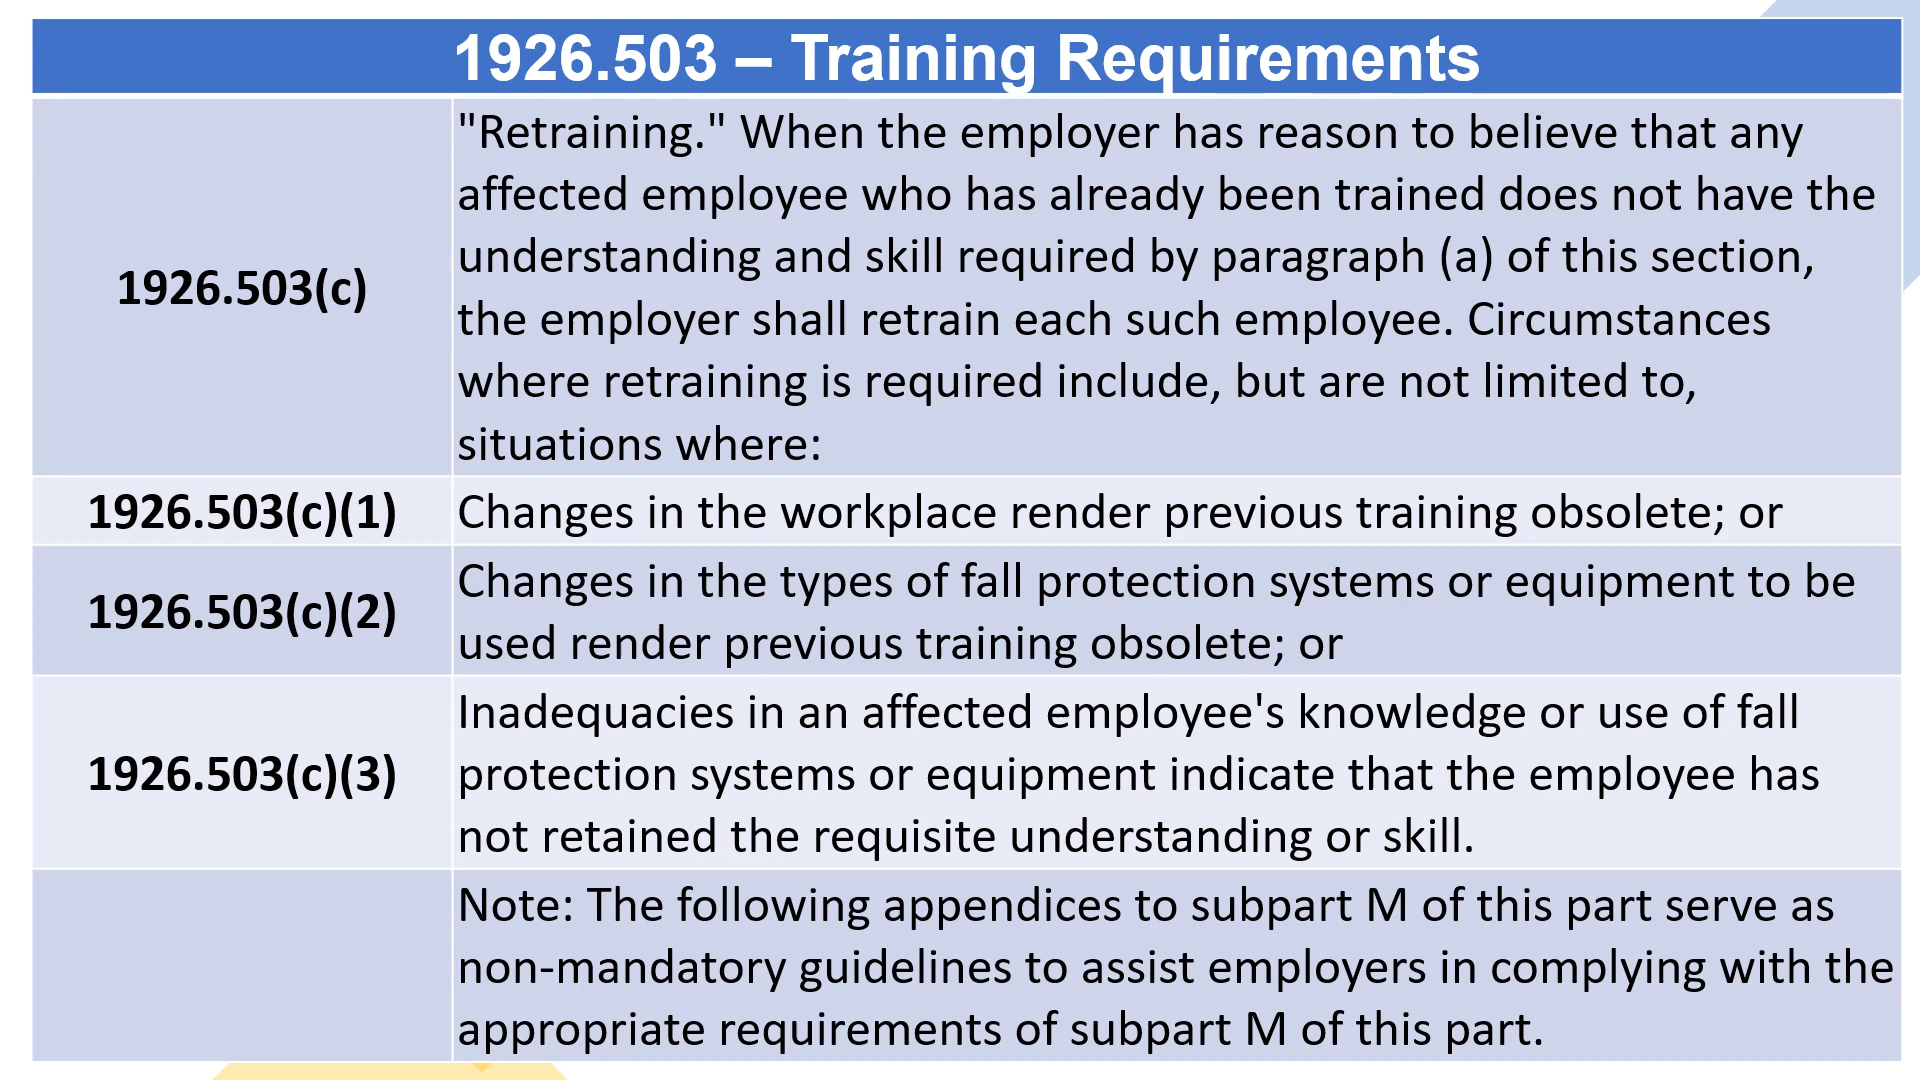 1926.503 – Training Requirements
1926.503(c)
"Retraining." When the employer has reason to believe that any
affected employee who has already been trained does not have the
understanding and skill required by paragraph (a) of this section,
the employer shall retrain each such employee. Circumstances
where retraining is required include, but are not limited to,
situations where:
1926.503(c)(1)
Changes in the workplace render previous training obsolete; or
1926.503(c)(2)
Changes in the types of fall protection systems or equipment to be
used render previous training obsolete; or
1926.503(c)(3)
Inadequacies in an affected employee's knowledge or use of fall
protection systems or equipment indicate that the employee has
not retained the requisite understanding or skill.
Note: The following appendices to subpart M of this part serve as
non-mandatory guidelines to assist employers in complying with the
appropriate requirements of subpart M of this part.